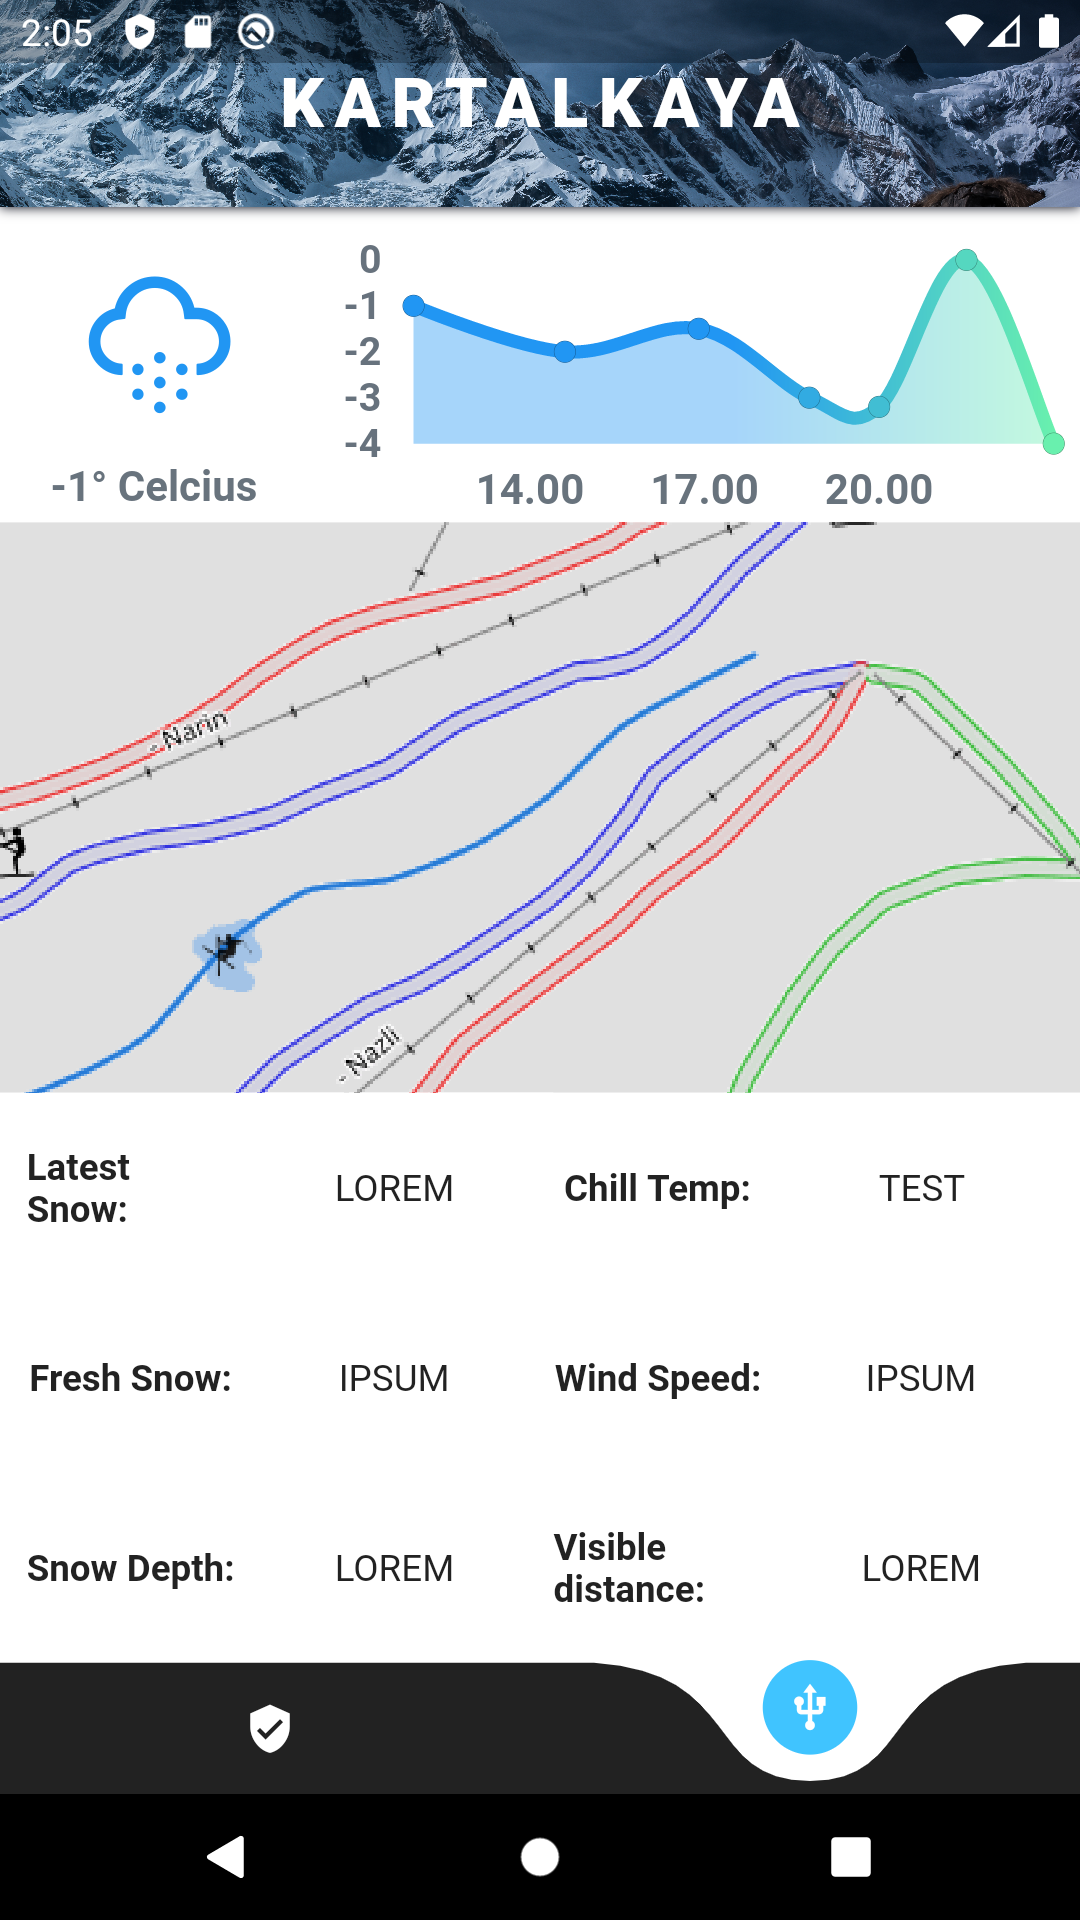 2:05
KARTALKAYA
0
-1
-2
-3
-4
-1° Celcius
14.00 17.00 20.00
- Narin
- Nazli
Latest Snow: LOREM Chill Temp: TEST
Fresh Snow: IPSUM Wind Speed: IPSUM
Snow Depth: LOREM Visible distance: LOREM